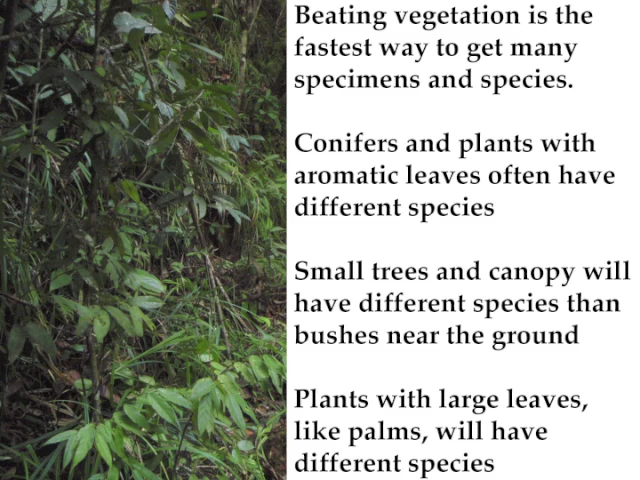 Beating vegetation is the
fastest way to get many
specimens and species.
Conifers and plants with
aromatic leaves often have
different species
Small trees and canopy will
have different species than
bushes near the ground
Plants with large leaves,
like palms, will have
different species